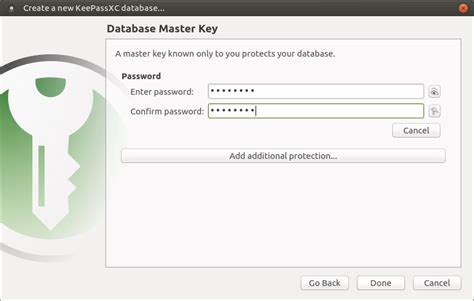 Create a new KeePassXC database...
Database Master Key
A master key known only to you protects your database.
Password
Enter password: ••••••••
Confirm password: ••••••••
Cancel
Add additional protection...
Go Back Done Cancel